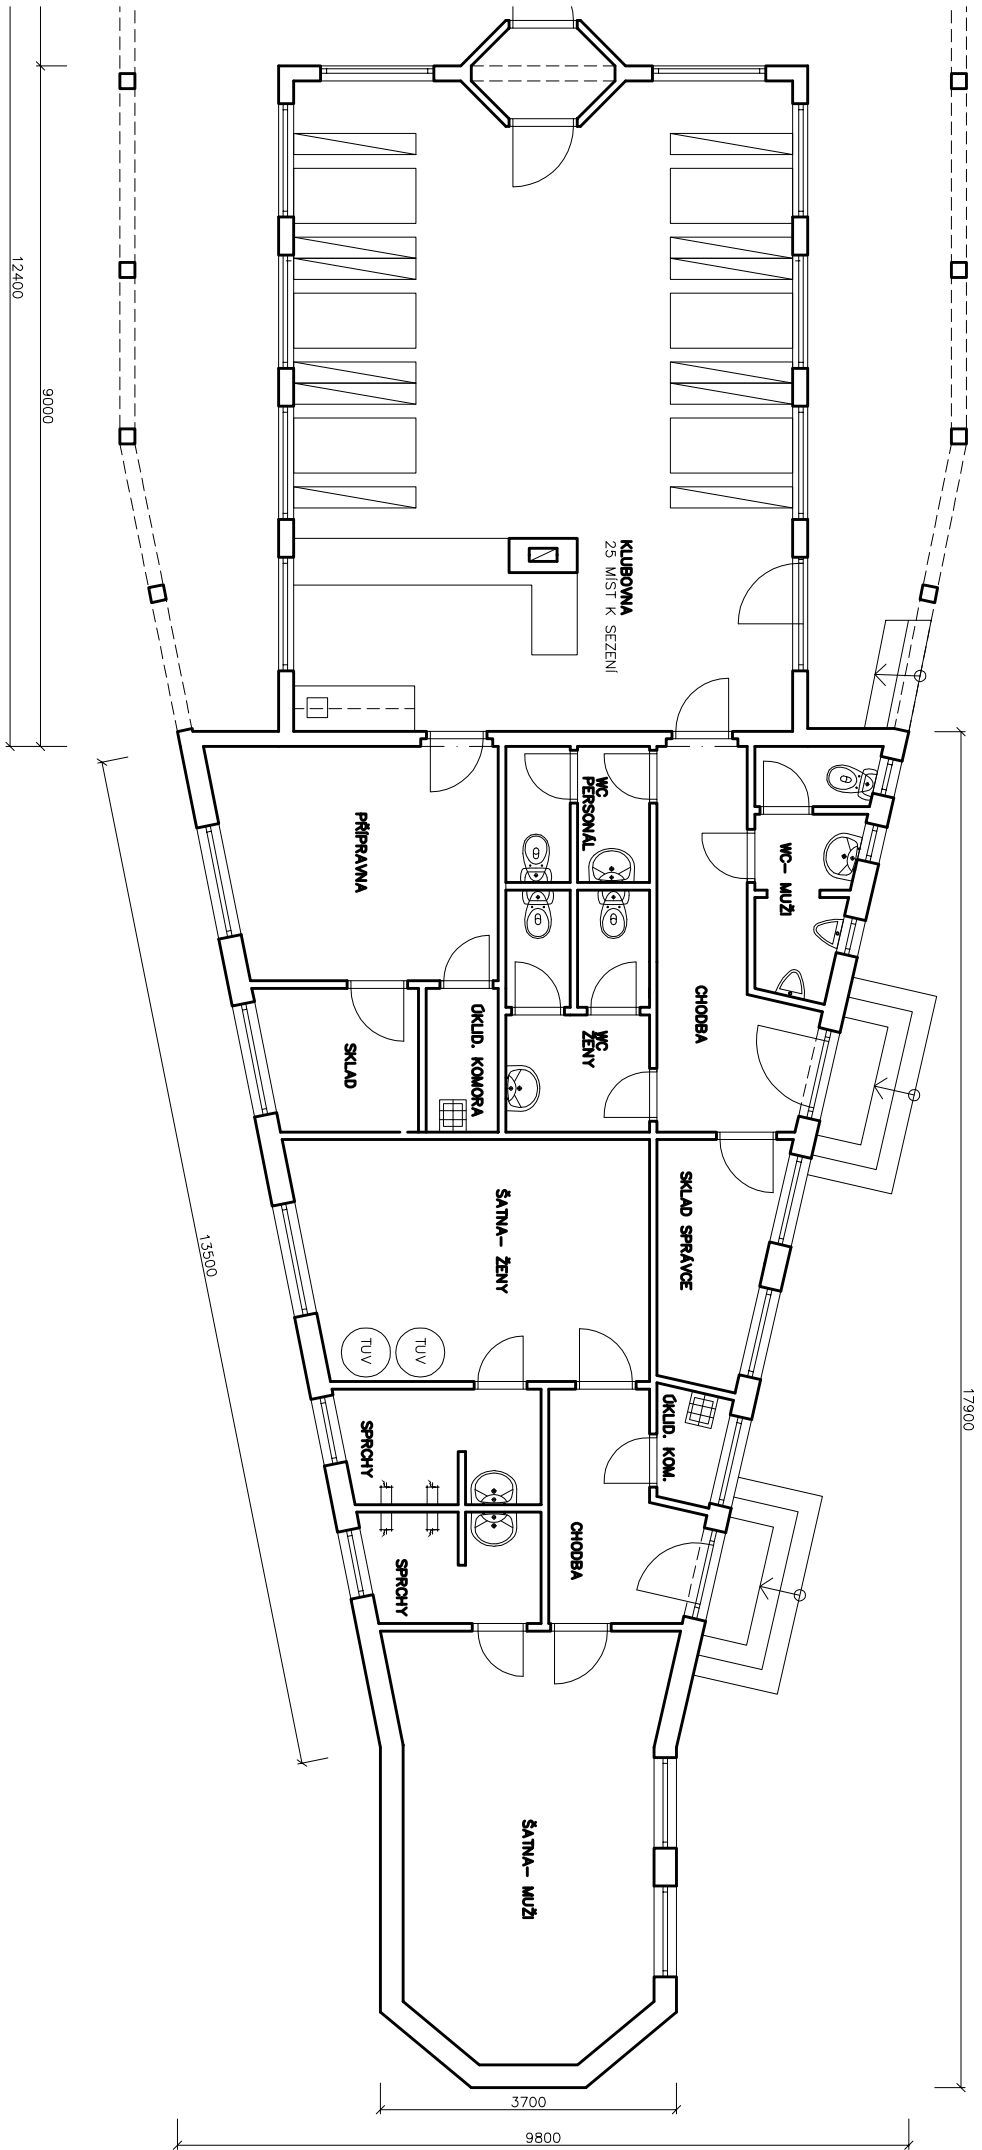 12400
9000
KLUBOVNA
25 MÍST K SEZENÍ
WC
PERSONÁL
WC- MUŽI
PŘÍPRAVNA
CHODBA
WC
ŽENY
ÚKLID. KOMORA
SKLAD
SKLAD SPRÁVCE
ŠATNA- ŽENY
13500
TUV
TUV
17900
ÚKLID. KOM.
SPRCHY
CHODBA
SPRCHY
ŠATNA- MUŽI
3700
9800